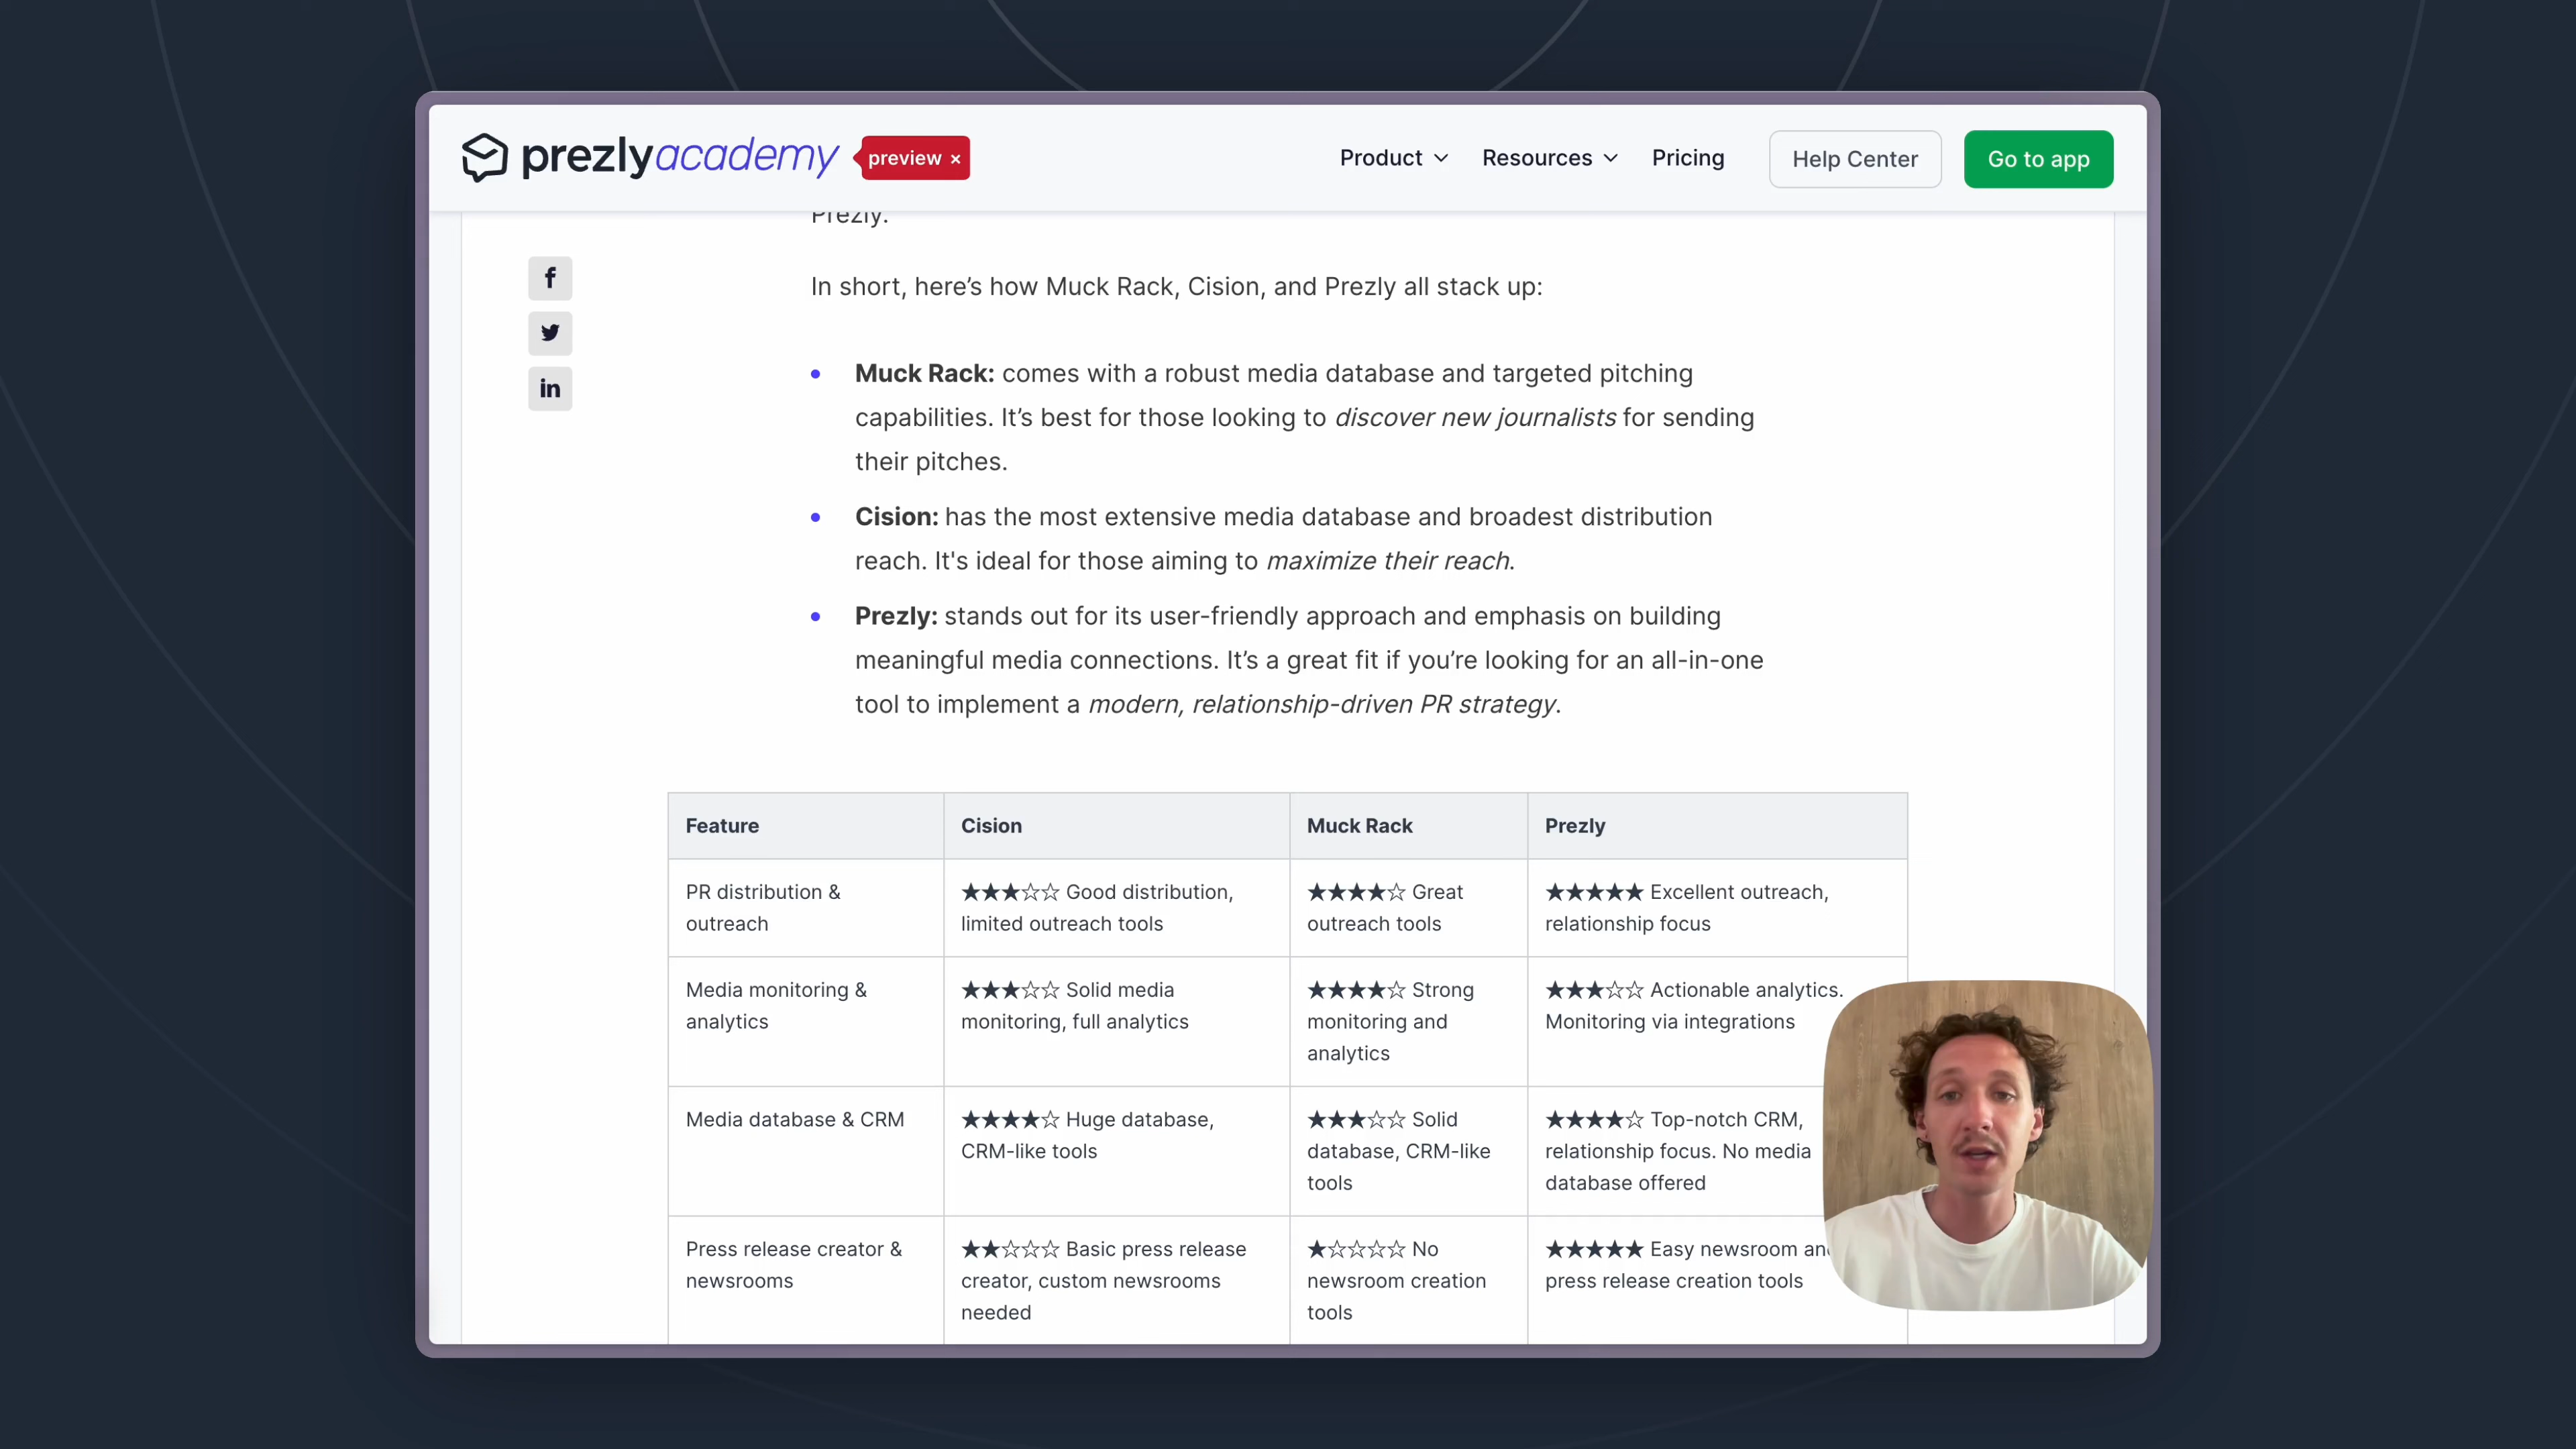 prezlyacademy
preview ×
Product
Resources
Pricing
Help Center
Go to app
Prezly.
In short, here’s how Muck Rack, Cision, and Prezly all stack up:
Muck Rack: comes with a robust media database and targeted pitching
capabilities. It’s best for those looking to discover new journalists for sending
their pitches.
Cision: has the most extensive media database and broadest distribution
reach. It's ideal for those aiming to maximize their reach.
Prezly: stands out for its user-friendly approach and emphasis on building
meaningful media connections. It’s a great fit if you’re looking for an all-in-one
tool to implement a modern, relationship-driven PR strategy.
Feature
Cision
Muck Rack
Prezly
PR distribution &
outreach
★★★☆☆ Good distribution,
limited outreach tools
★★★★☆ Great
outreach tools
★★★★★ Excellent outreach,
relationship focus
Media monitoring &
analytics
★★★☆☆ Solid media
monitoring, full analytics
★★★★☆ Strong
monitoring and
analytics
★★★☆☆ Actionable analytics.
Monitoring via integrations
Media database & CRM
★★★★☆ Huge database,
CRM-like tools
★★★☆☆ Solid
database, CRM-like
tools
★★★★☆ Top-notch CRM,
relationship focus. No media
database offered
Press release creator &
newsrooms
★★☆☆☆ Basic press release
creator, custom newsrooms
needed
★☆☆☆☆ No
newsroom creation
tools
★★★★★ Easy newsroom and
press release creation tools